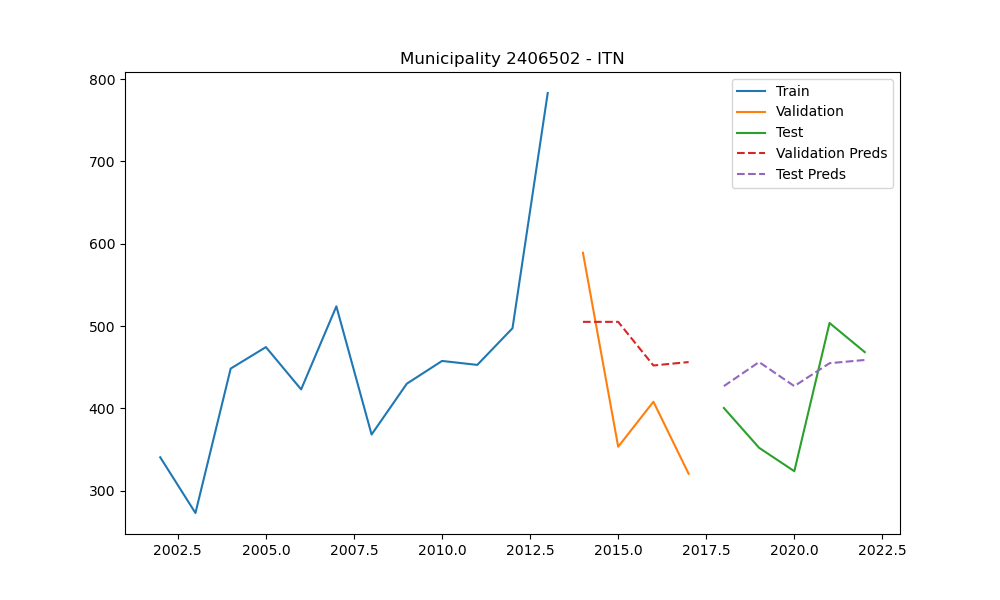 Municipality 2406502 - ITN
800
700
600
500
400
300
Train
Validation
Test
Validation Preds
Test Preds
2002.5 2005.0 2007.5 2010.0 2012.5 2015.0 2017.5 2020.0 2022.5